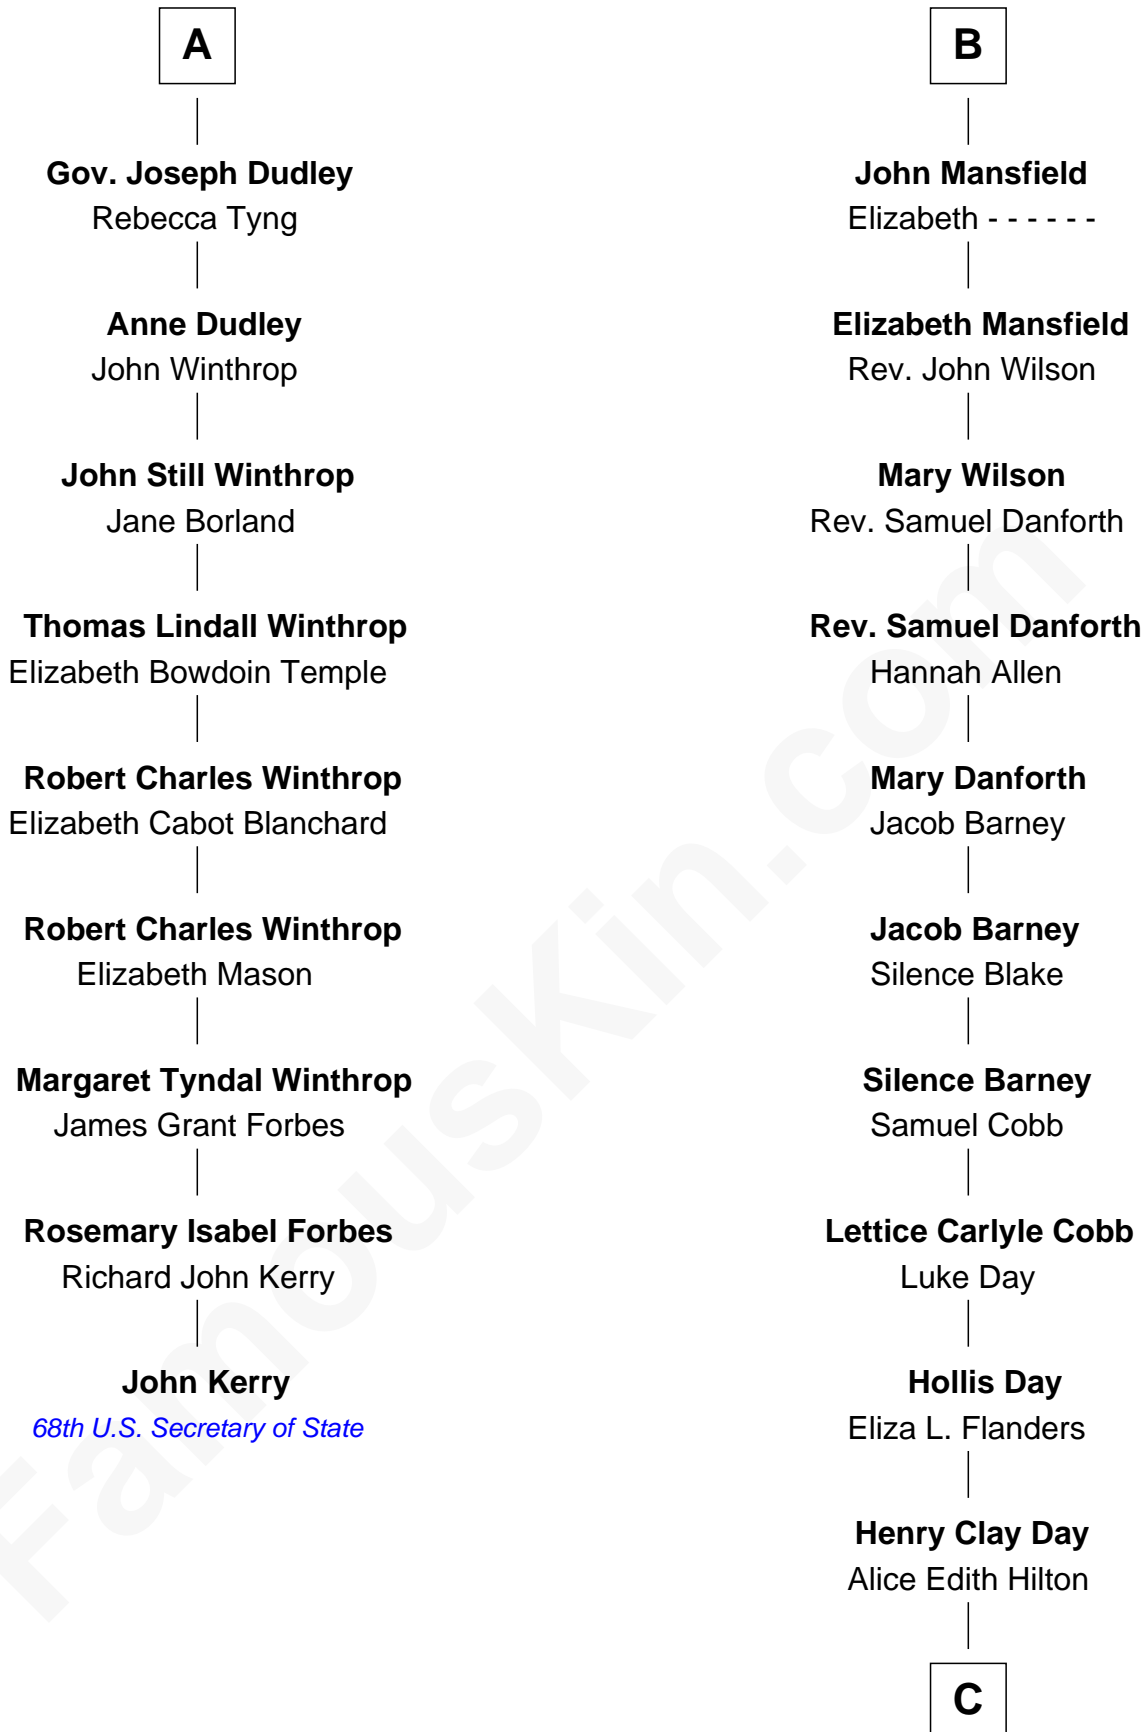 A
Gov. Joseph Dudley
Rebecca Tyng
Anne Dudley
John Winthrop
John Still Winthrop
Jane Borland
Thomas Lindall Winthrop
Elizabeth Bowdoin Temple
Robert Charles Winthrop
Elizabeth Cabot Blanchard
Robert Charles Winthrop
Elizabeth Mason
Margaret Tyndal Winthrop
James Grant Forbes
Rosemary Isabel Forbes
Richard John Kerry
John Kerry
68th U.S. Secretary of State
B
John Mansfield
Elizabeth - - - - - -
Elizabeth Mansfield
Rev. John Wilson
Mary Wilson
Rev. Samuel Danforth
Rev. Samuel Danforth
Hannah Allen
Mary Danforth
Jacob Barney
Jacob Barney
Silence Blake
Silence Barney
Samuel Cobb
Lettice Carlyle Cobb
Luke Day
Hollis Day
Eliza L. Flanders
Henry Clay Day
Alice Edith Hilton
C
FamousKin.com